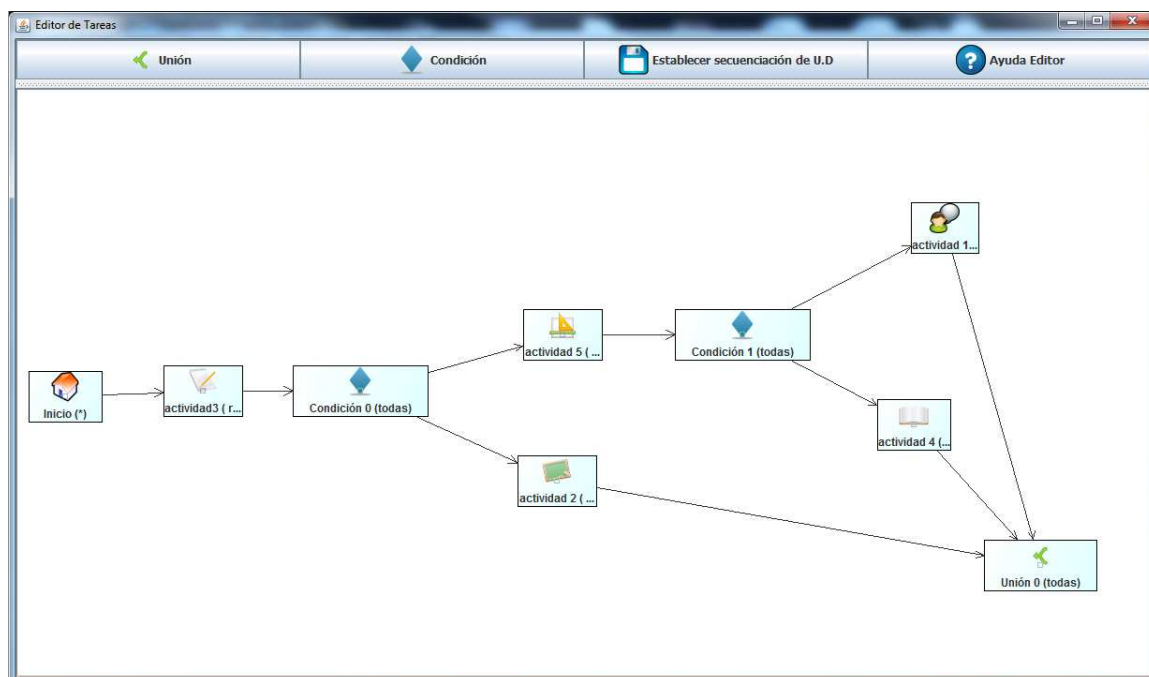 Editor de Tareas
Unión
Condición
Establecer secuenciación de U.D
Ayuda Editor
actividad 1...
actividad 5 ( ...
Condición 1 (todas)
Inicio (*)
actividad3 ( r...
Condición 0 (todas)
actividad 4 (...
actividad 2 ( ...
Unión 0 (todas)